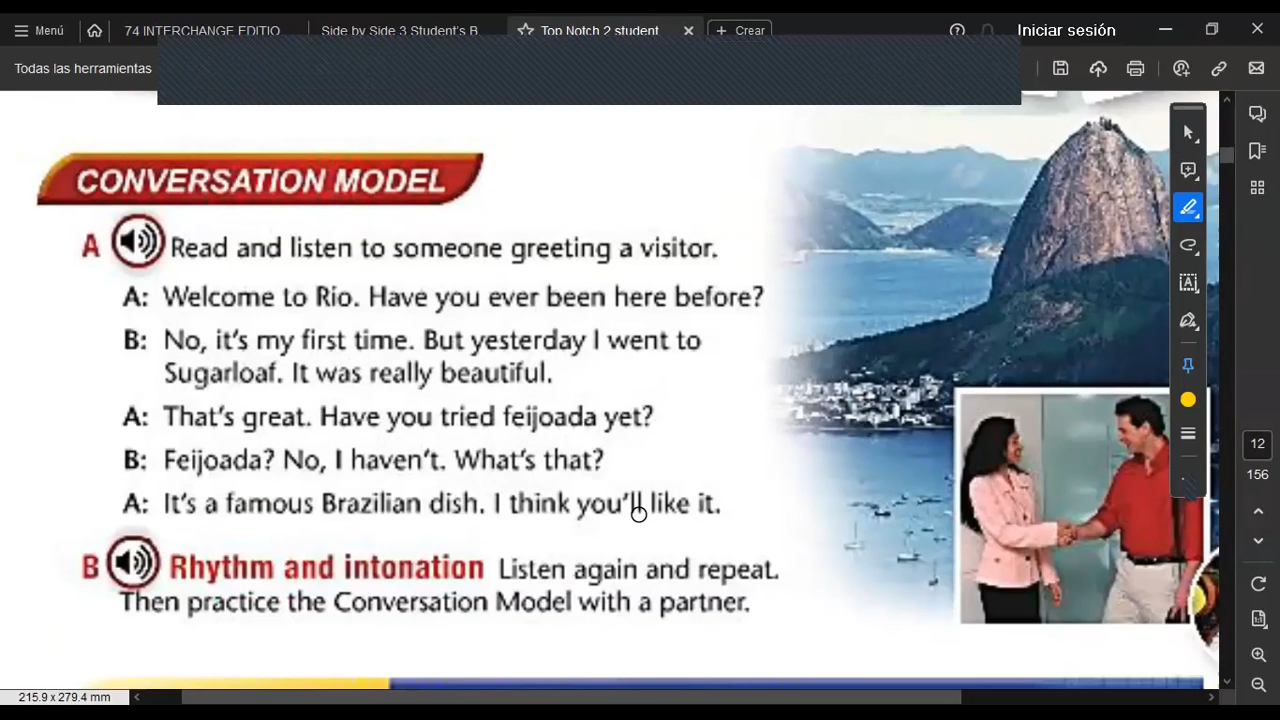 Menú
74 INTERCHANGE EDITIO
Side by Side 3 Student's B
Top Notch 2 student
Crear
Iniciar sesión
Todas las herramientas
CONVERSATION MODEL
A Read and listen to someone greeting a visitor.
A: Welcome to Rio. Have you ever been here before?
B: No, it's my first time. But yesterday I went to
Sugarloaf. It was really beautiful.
A: That's great. Have you tried feijoada yet?
B: Feijoada? No, I haven't. What's that?
A: It's a famous Brazilian dish. I think you'll like it.
B Rhythm and intonation Listen again and repeat.
Then practice the Conversation Model with a partner.
12
156
215.9 x 279.4 mm